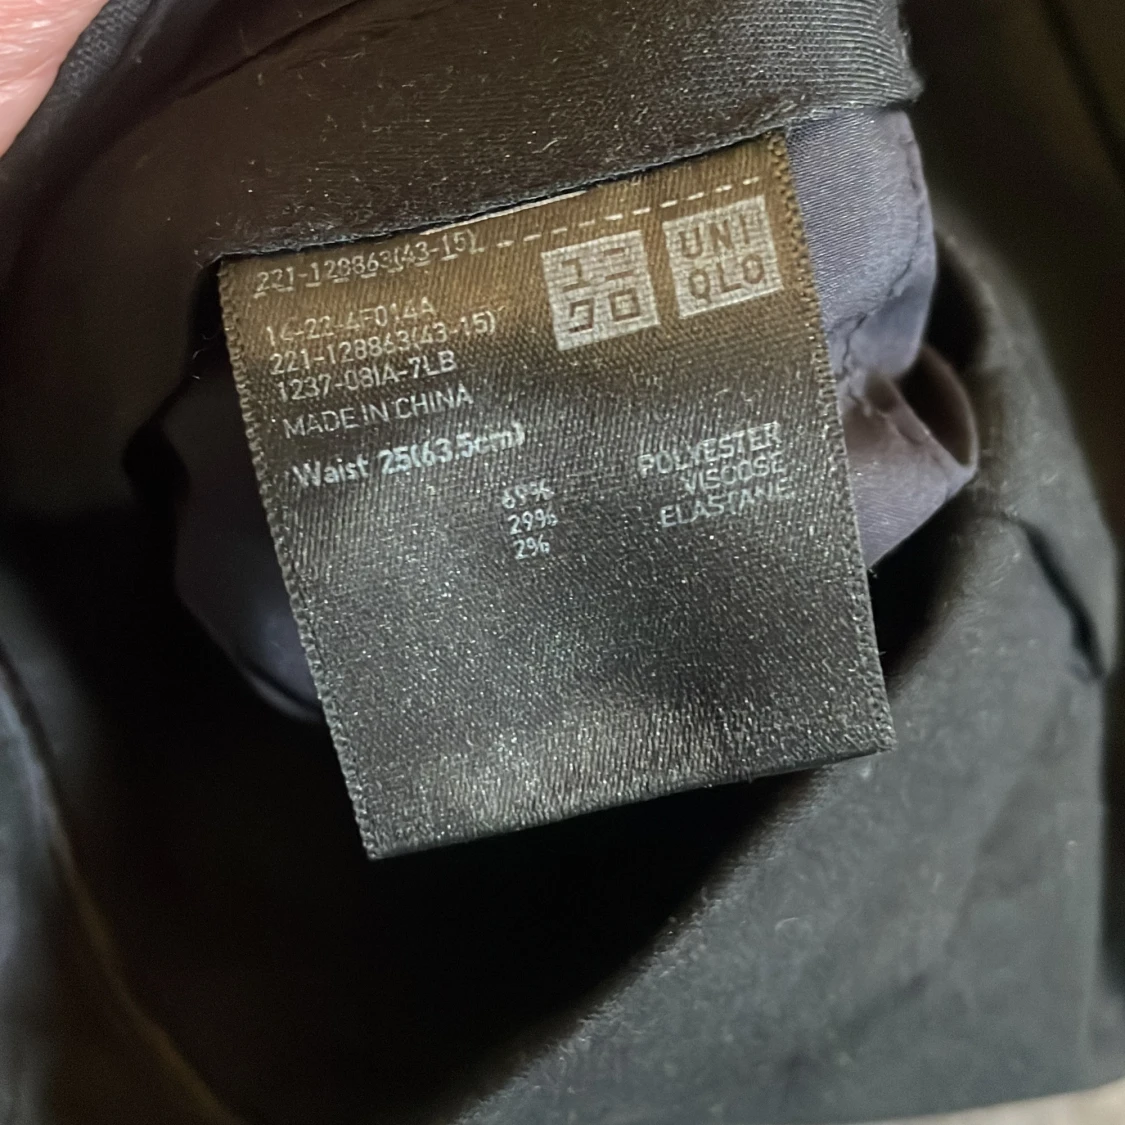 221-128863(43-15)
ユニ
クロ
UNI
QLO
14-22-4F014A
221-128863(43-15)
1237-081A-7LB
MADE IN CHINA
Waist 25(63.5cm)
69% POLYESTER
29% VISCOSE
2% ELASTANE